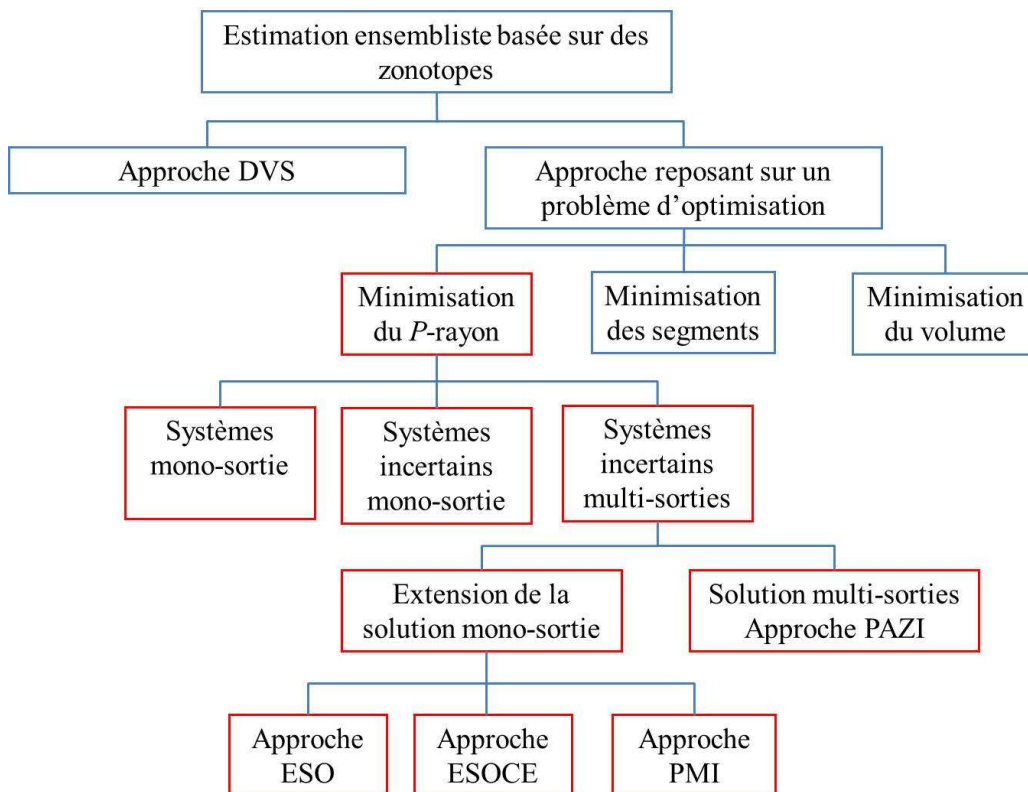 Estimation ensembliste basée sur des
zonotopes
Approche DVS
Approche reposant sur un
problème d'optimisation
Minimisation
du P-rayon
Minimisation
des segments
Minimisation
du volume
Systèmes
mono-sortie
Systèmes
incertains
mono-sortie
Systèmes
incertains
multi-sorties
Extension de la
solution mono-sortie
Solution multi-sorties
Approche PAZI
Approche
ESO
Approche
ESOCE
Approche
PMI